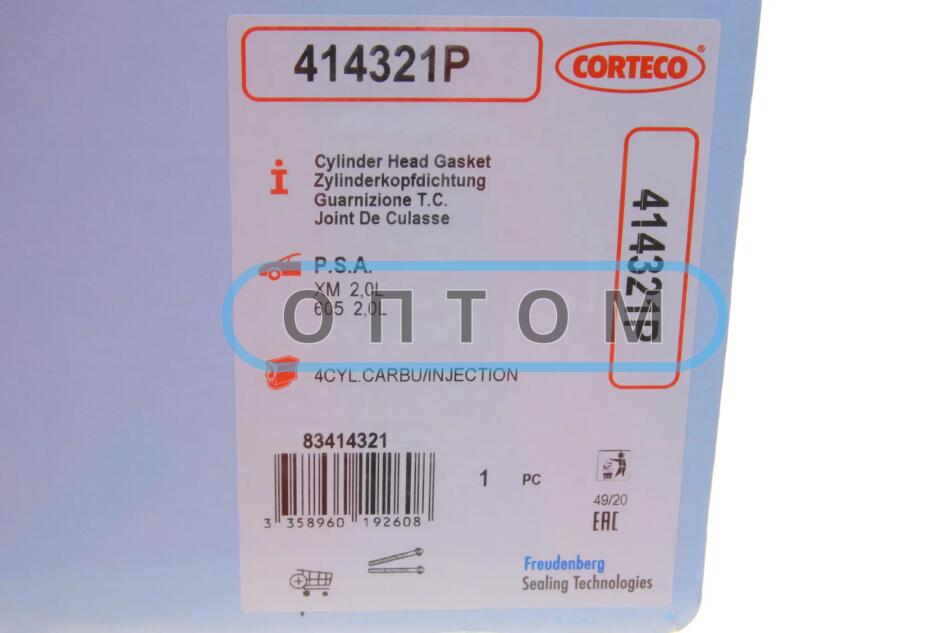 414321P
CORTECO®
Cylinder Head Gasket
Zylinderkopfdichtung
Guarnizione T.C.
Joint De Culasse
414321P
P.S.A.
XM 2,0L
605 2,0L
ОПТОМ
4CYL.CARBU/INJECTION
83414321
1 PC
3 358960 192608
49/20
EAC
Freudenberg
Sealing Technologies